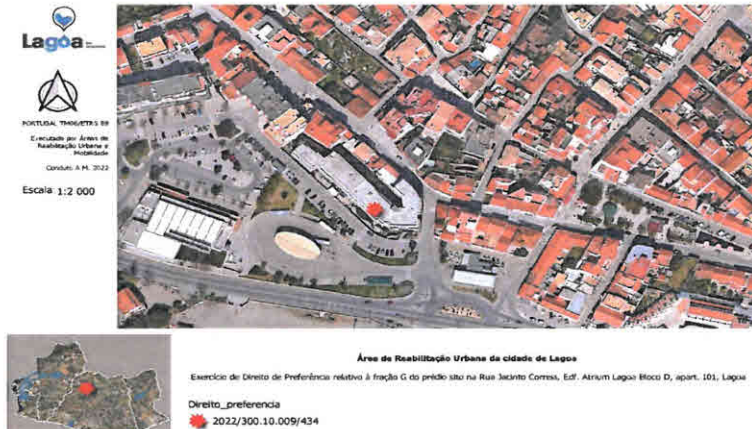 Lagoa
PORTUGAL TM06/ETRS 89
Executado por Áreas de
Reabilitação Urbana e
Mobilidade
A.M. 2022
Escala 1:2 000
Área de Reabilitação Urbana da cidade de Lagoa
Exercício de Direito de Preferência relativo à fração G do prédio sito na Rua Jacinto Correia, Edf. Atrium Lagoa Bloco D, apart. 101, Lagoa
Direito_preferencia
2022/300.10.009/434